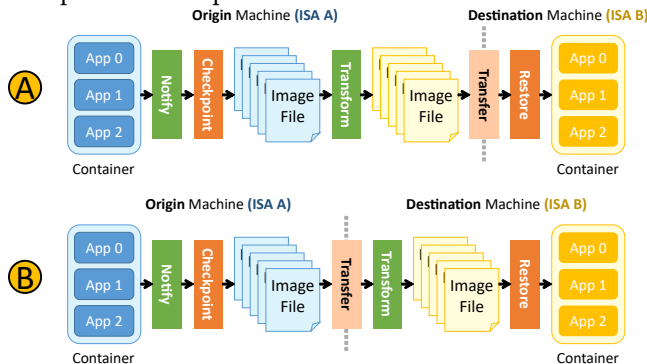 Origin Machine (ISA A)
Destination Machine (ISA B)
A
App 0
App 1
App 2
Container
Notify
Checkpoint
Image
File
Transform
Image
File
Transfer
Restore
App 0
App 1
App 2
Container
Origin Machine (ISA A)
Destination Machine (ISA B)
B
App 0
App 1
App 2
Container
Notify
Checkpoint
Image
File
Transfer
Transform
Image
File
Restore
App 0
App 1
App 2
Container